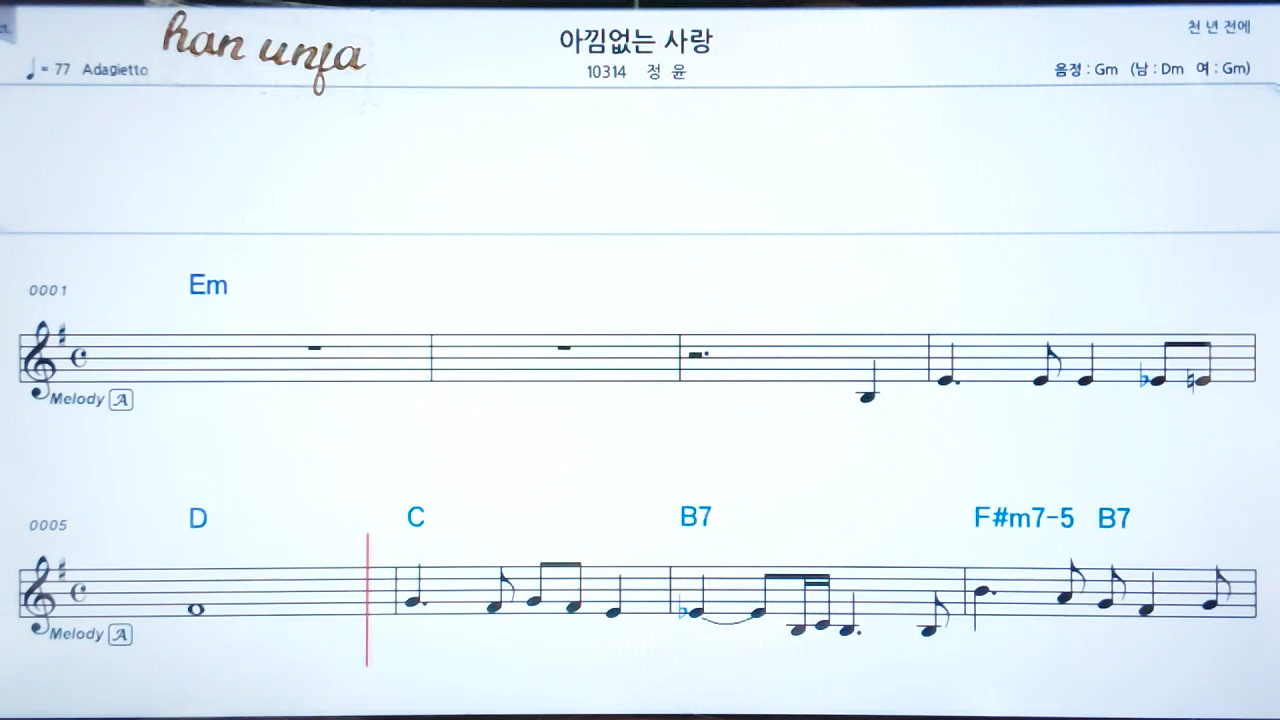 han unfa
아낌없는 사랑
천 년 전에
♩= 77 Adagietto
10314 정 윤
음정 : Gm (남 : Dm 여 : Gm)
Em
0001
Melody A
D C B7 F#m7-5 B7
0005
Melody A